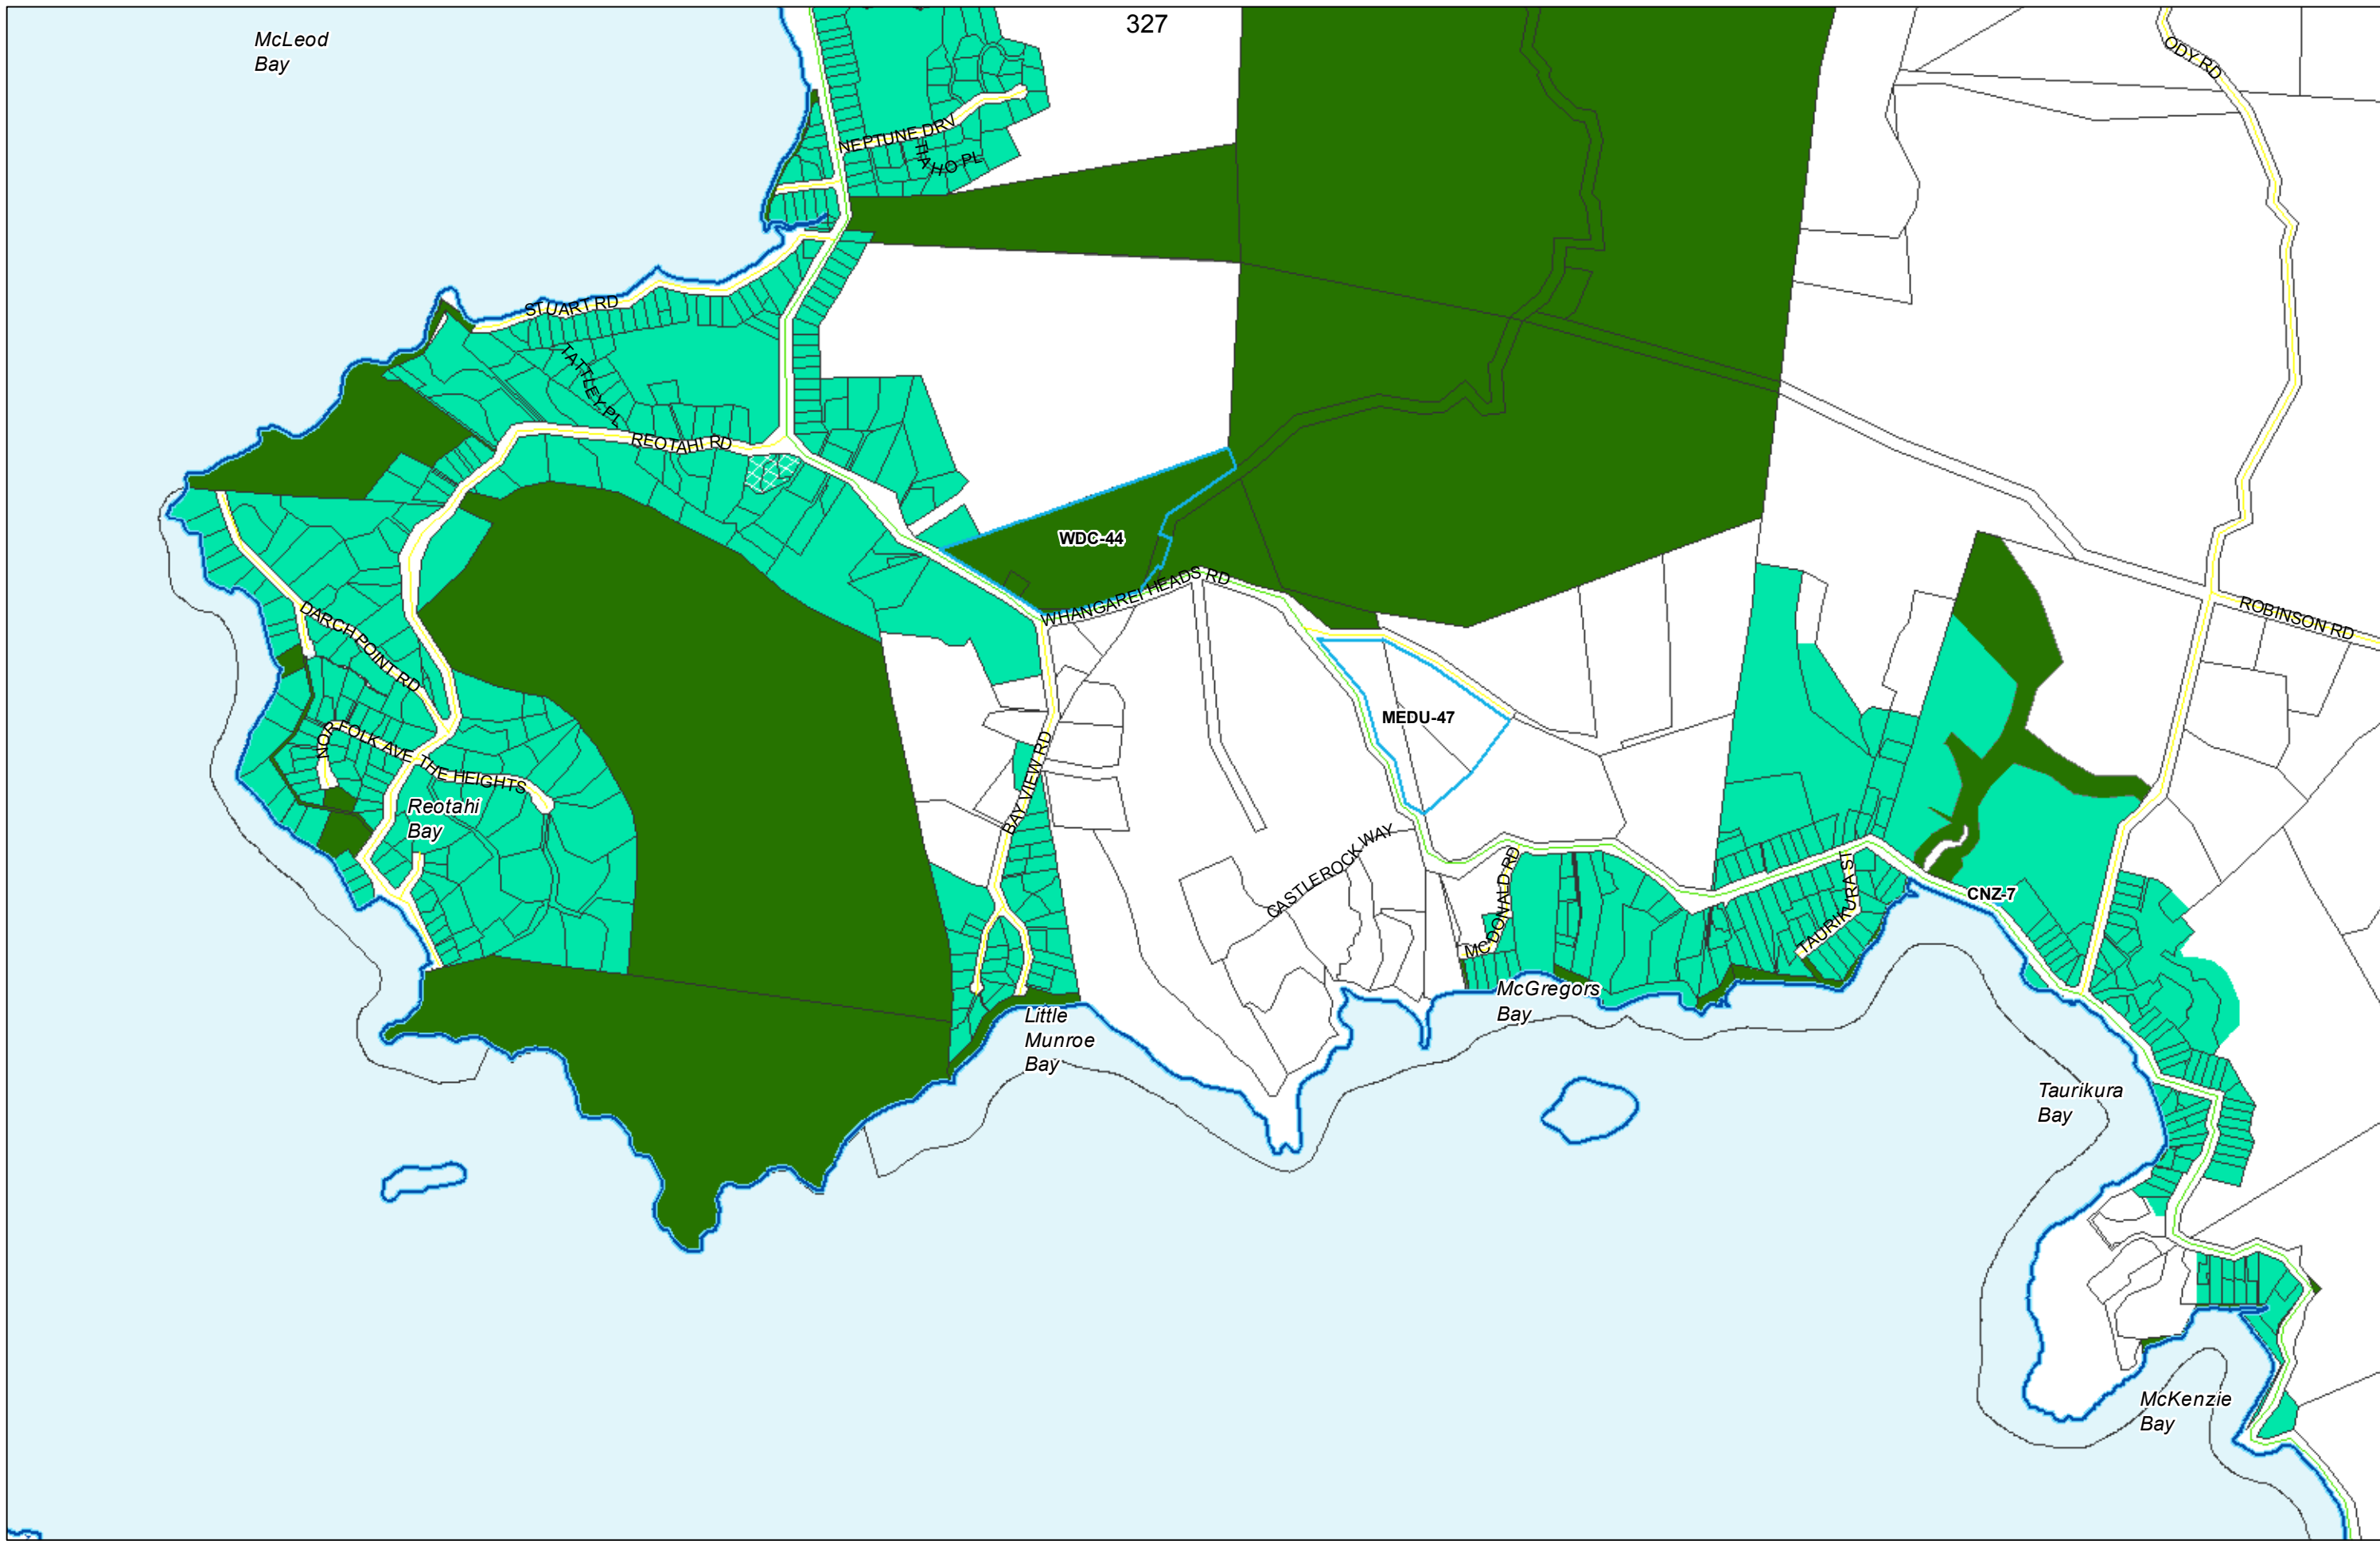 327
McLeod
Bay
ODY RD
NEPTUNE DRV
TIAHO PL
STUART RD
TATTLEY PL
REOTAHI RD
WDC-44
WHANGAREI HEADS RD
ROBINSON RD
DARCH POINT RD
MEDU-47
NORFOLK AVE
THE HEIGHTS
BAY VIEW RD
Reotahi
Bay
CASTLEROCK WAY
MCDONALD RD
TAURIKURA ST
CNZ-7
McGregors
Bay
Little
Munroe
Bay
Taurikura
Bay
McKenzie
Bay